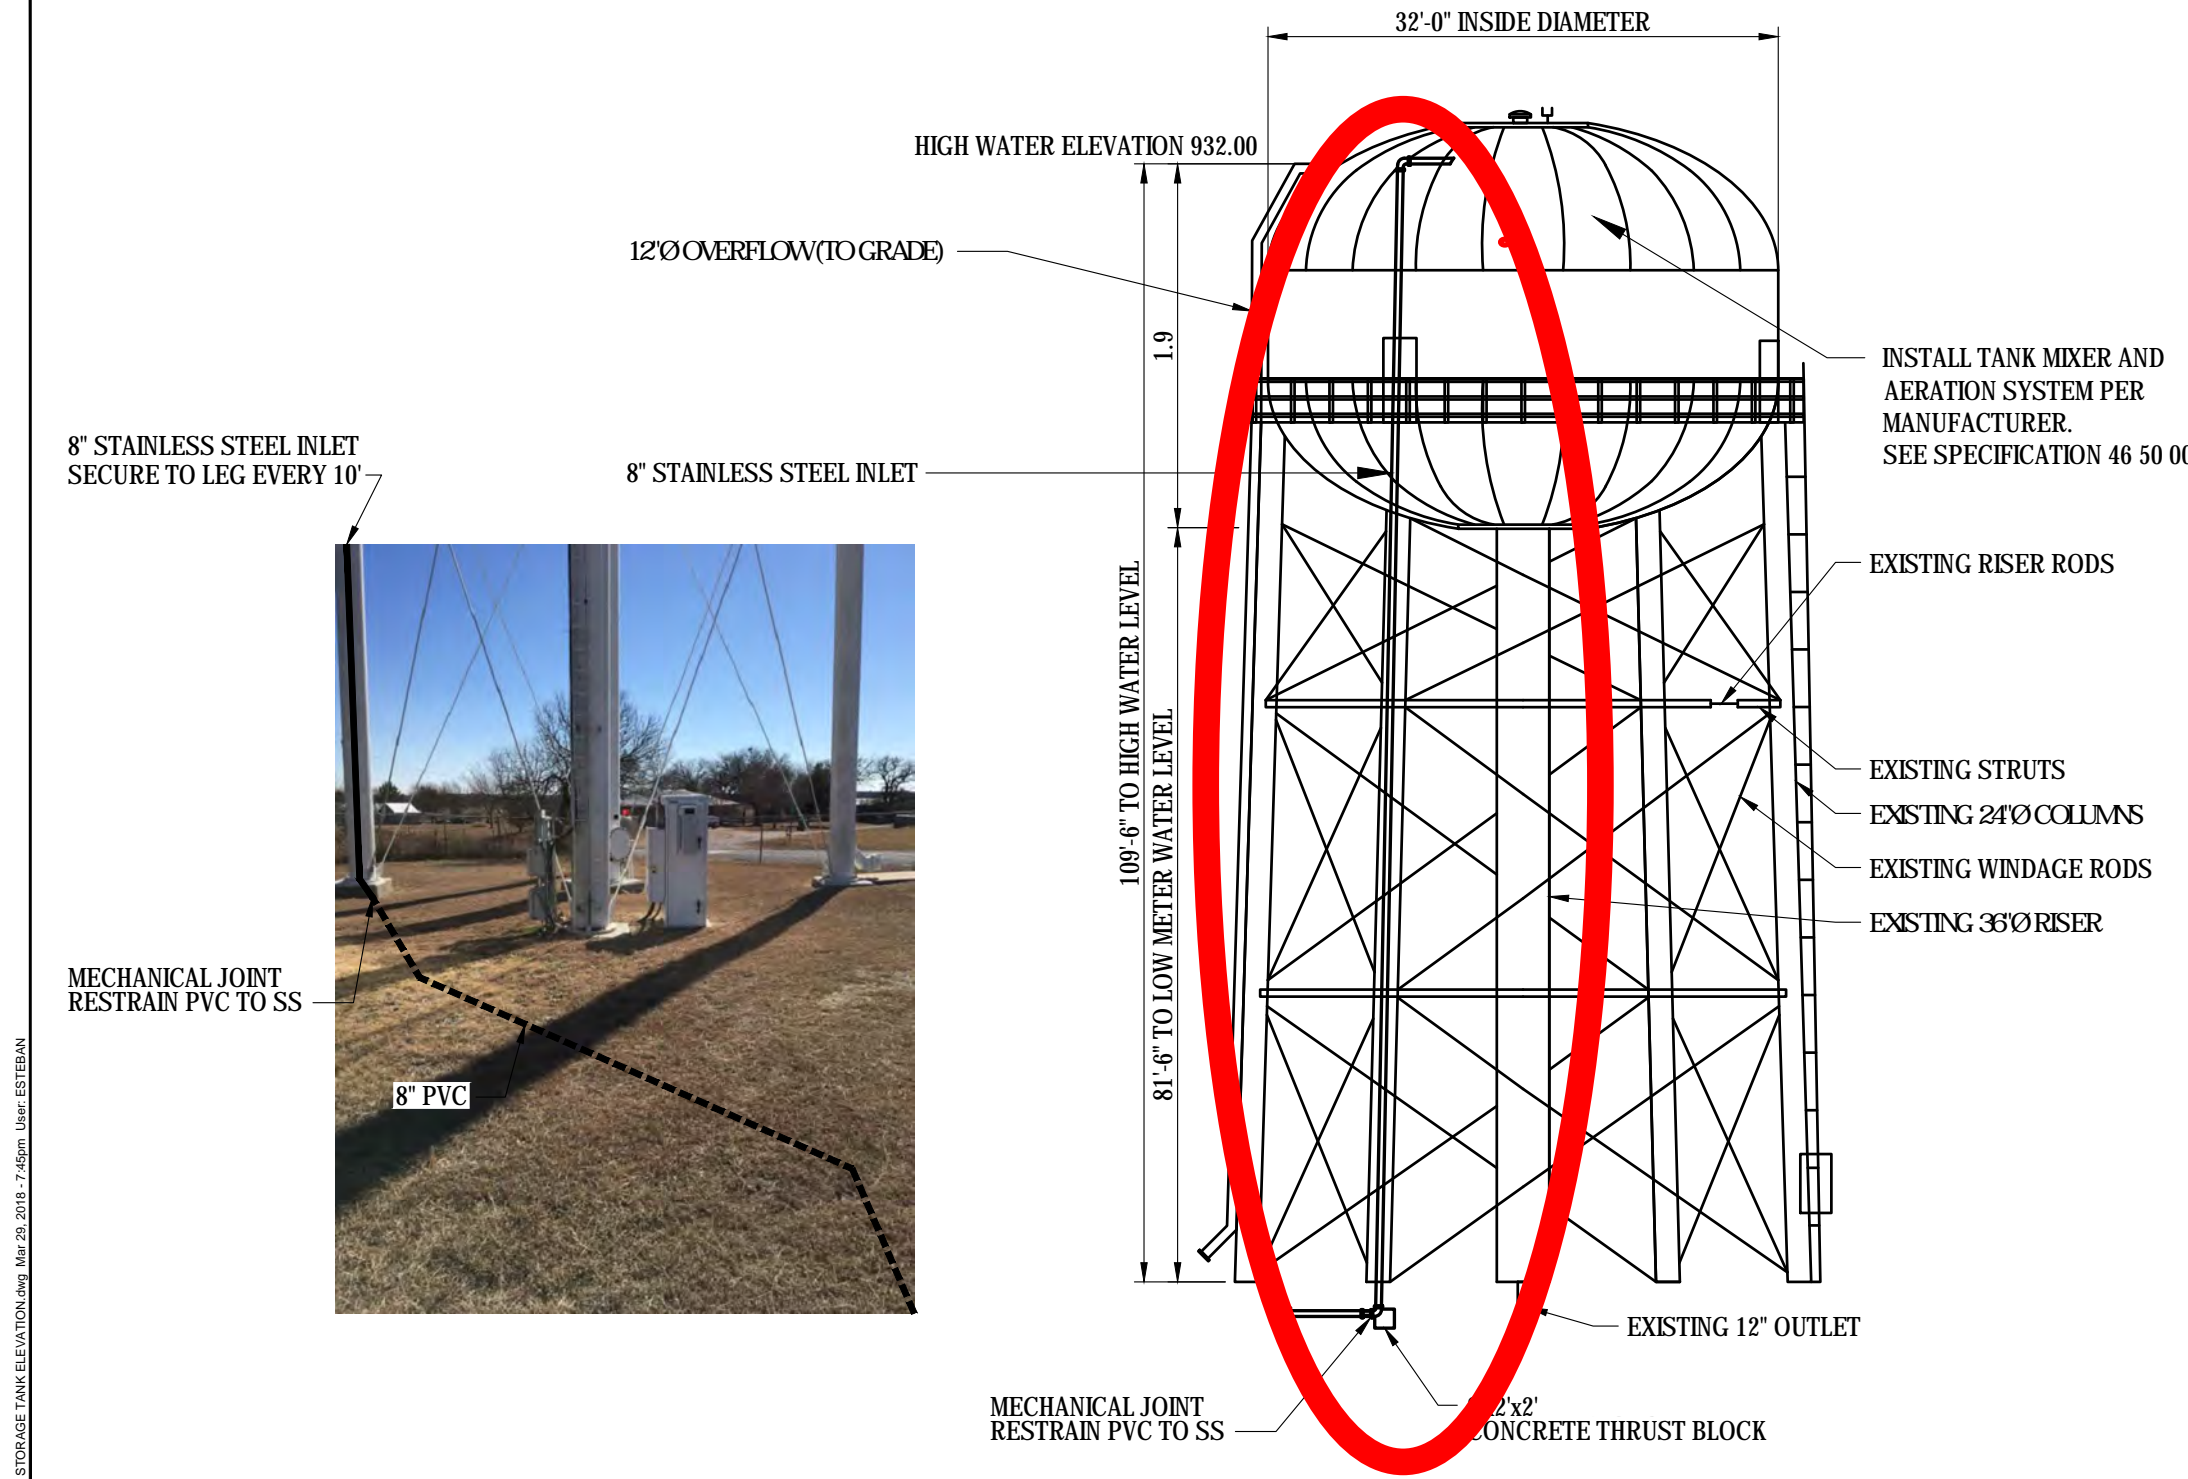 32'-0" INSIDE DIAMETER
HIGH WATER ELEVATION 932.00
12"Ø OVERFLOW (TO GRADE)
1.9
INSTALL TANK MIXER AND
AERATION SYSTEM PER
MANUFACTURER.
SEE SPECIFICATION 46 50 00
8" STAINLESS STEEL INLET
SECURE TO LEG EVERY 10'
8" STAINLESS STEEL INLET
EXISTING RISER RODS
109'-6" TO HIGH WATER LEVEL
81'-6" TO LOW METER WATER LEVEL
EXISTING STRUTS
EXISTING 24"Ø COLUMNS
EXISTING WINDAGE RODS
EXISTING 36"Ø RISER
MECHANICAL JOINT
RESTRAIN PVC TO SS
8" PVC
EXISTING 12" OUTLET
MECHANICAL JOINT
RESTRAIN PVC TO SS
2'x2'
CONCRETE THRUST BLOCK
STORAGE TANK ELEVATION.dwg Mar 29, 2018 - 7:45pm User: ESTEBAN